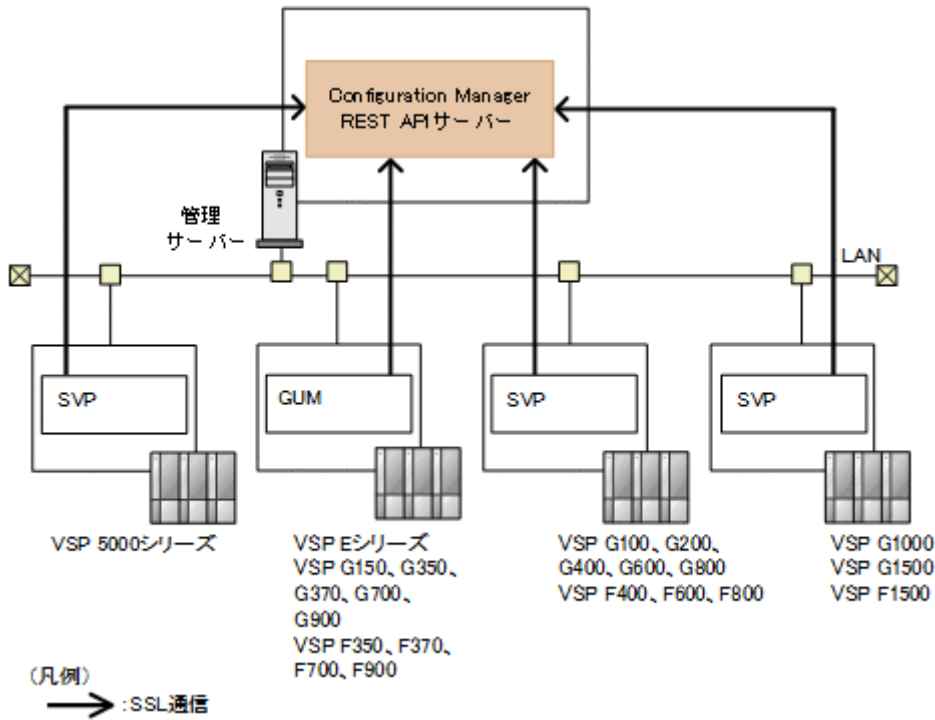 Configuration Manager
REST APIサーバー
管理
サーバー
LAN
SVP
GUM
SVP
SVP
VSP 5000シリーズ
VSP Eシリーズ
VSP G150、G350、
G370、G700、
G900
VSP F350、F370、
F700、F900
VSP G100、G200、
G400、G600、G800
VSP F400、F600、F800
VSP G1000
VSP G1500
VSP F1500
(凡例)
:SSL通信